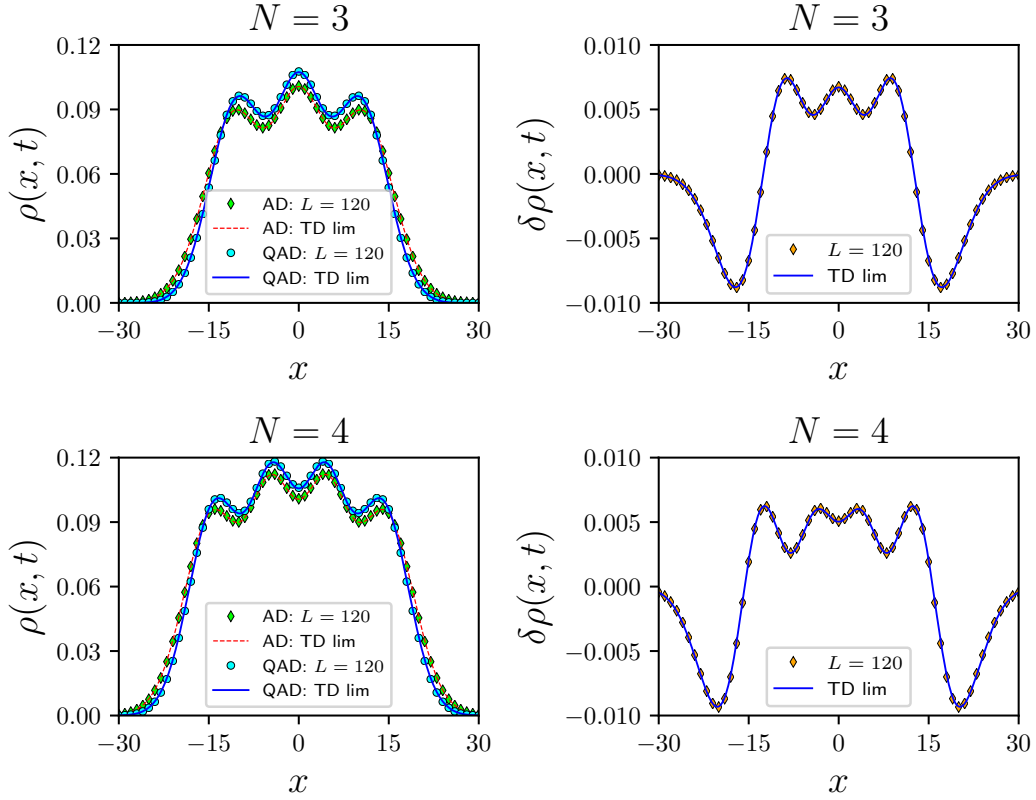 N = 3
0.12
0.09
0.06
0.03
0.00
ρ(x, t)
AD: L = 120
AD: TD lim
QAD: L = 120
QAD: TD lim
−30 −15 0 15 30
x
N = 3
0.010
0.005
0.000
−0.005
−0.010
δρ(x, t)
L = 120
TD lim
−30 −15 0 15 30
x
N = 4
0.12
0.09
0.06
0.03
0.00
ρ(x, t)
AD: L = 120
AD: TD lim
QAD: L = 120
QAD: TD lim
−30 −15 0 15 30
x
N = 4
0.010
0.005
0.000
−0.005
−0.010
δρ(x, t)
L = 120
TD lim
−30 −15 0 15 30
x